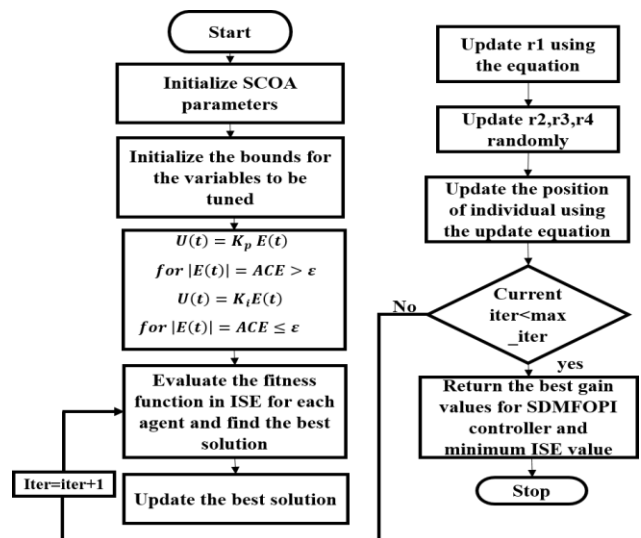 Start
Initialize SCOA
parameters
Initialize the bounds for
the variables to be
tuned
U(t) = K_p E(t)
for |E(t)| = ACE > ε
U(t) = K_i E(t)
for |E(t)| = ACE ≤ ε
Evaluate the fitness
function in ISE for each
agent and find the best
solution
Iter=iter+1
Update the best solution
Update r1 using
the equation
Update r2,r3,r4
randomly
Update the position
of individual using
the update equation
No
Current
iter<max
_iter
yes
Return the best gain
values for SDMFOPI
controller and
minimum ISE value
Stop